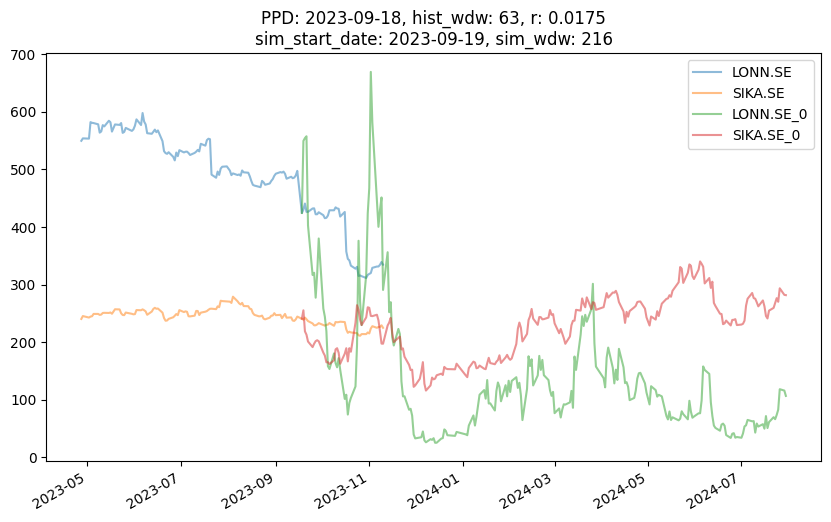 PPD: 2023-09-18, hist_wdw: 63, r: 0.0175
sim_start_date: 2023-09-19, sim_wdw: 216
700
600
500
400
300
200
100
0
LONN.SE
SIKA.SE
LONN.SE_0
SIKA.SE_0
2023-05
2023-07
2023-09
2023-11
2024-01
2024-03
2024-05
2024-07